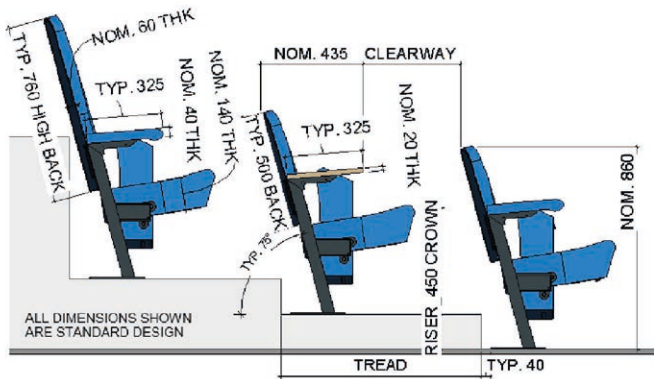 TYP. 760 HIGH BACK
NOM. 60 THK
TYP. 325
NOM. 40 THK
NOM. 140 THK
NOM. 435
CLEARWAY
TYP. 325
NOM. 20 THK
TYP. 500 BACK
TYP. 75°
RISER 450 CROWN
NOM. 860
ALL DIMENSIONS SHOWN
ARE STANDARD DESIGN
TREAD
TYP. 40